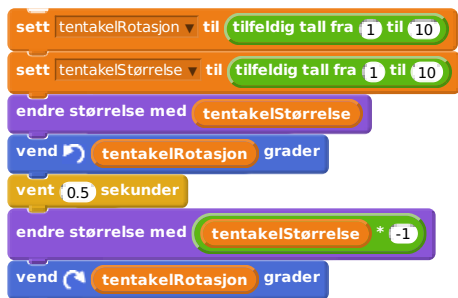 sett tentakelRotasjon til tilfeldig tall fra 1 til 10
sett tentakelStørrelse til tilfeldig tall fra 1 til 10
endre størrelse med tentakelStørrelse
vend tentakelRotasjon grader
vent 0.5 sekunder
endre størrelse med tentakelStørrelse * -1
vend tentakelRotasjon grader